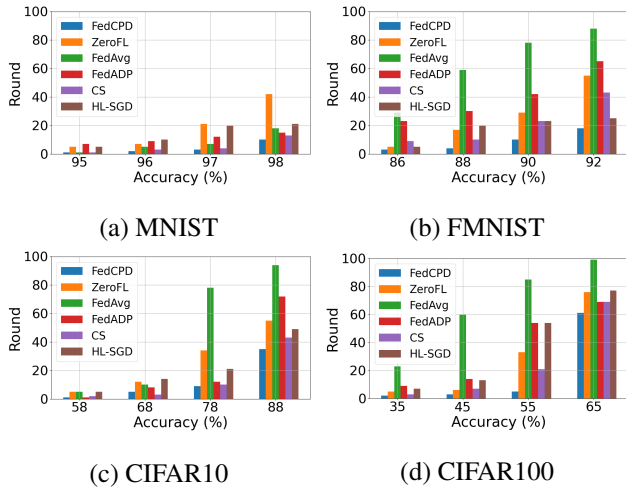 100
80
60
40
20
0
Round
FedCPD
ZeroFL
FedAvg
FedADP
CS
HL-SGD
95 96 97 98
Accuracy (%)
(a) MNIST
100
80
60
40
20
0
Round
FedCPD
ZeroFL
FedAvg
FedADP
CS
HL-SGD
86 88 90 92
Accuracy (%)
(b) FMNIST
100
80
60
40
20
0
Round
FedCPD
ZeroFL
FedAvg
FedADP
CS
HL-SGD
58 68 78 88
Accuracy (%)
(c) CIFAR10
100
80
60
40
20
0
Round
FedCPD
ZeroFL
FedAvg
FedADP
CS
HL-SGD
35 45 55 65
Accuracy (%)
(d) CIFAR100